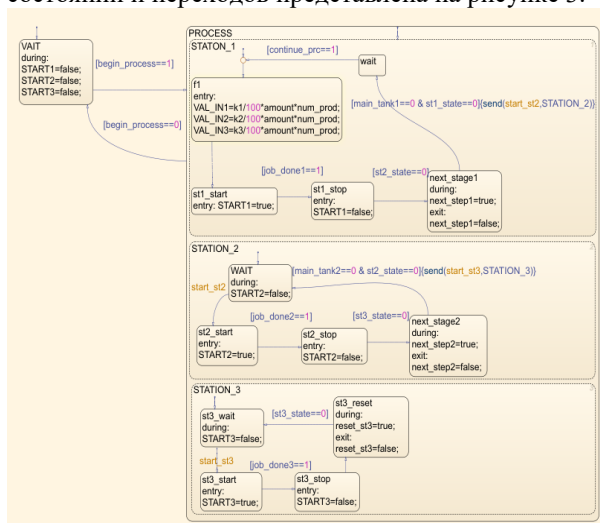 состояний и переходов представлена на рисунке 3.
PROCESS
VAIT
during:
START1=false;
START2=false;
START3=false;
[begin_process==1]
[begin_process==0]
STATON_1
[continue_prc==1]
wait
f1
entry:
VAL_IN1=k1/100*amount*num_prod;
VAL_IN2=k2/100*amount*num_prod;
VAL_IN3=k3/100*amount*num_prod;
[main_tank1==0 & st1_state==0]{send(start_st2,STATION_2)}
st1_start
entry: START1=true;
[job_done1==1]
st1_stop
entry:
START1=false;
[st2_state==0]
next_stage1
during:
next_step1=true;
exit:
next_step1=false;
STATION_2
WAIT
during:
START2=false;
[main_tank2==0 & st2_state==0]{send(start_st3,STATION_3)}
start_st2
st2_start
entry:
START2=true;
[job_done2==1]
st2_stop
entry:
START2=false;
[st3_state==0]
next_stage2
during:
next_step2=true;
exit:
next_step2=false;
STATION_3
st3_wait
during:
START3=false;
[st3_state==0]
st3_reset
during:
reset_st3=true;
exit:
reset_st3=false;
start_st3
st3_start
entry:
START3=true;
[job_done3==1]
st3_stop
entry:
START3=false;